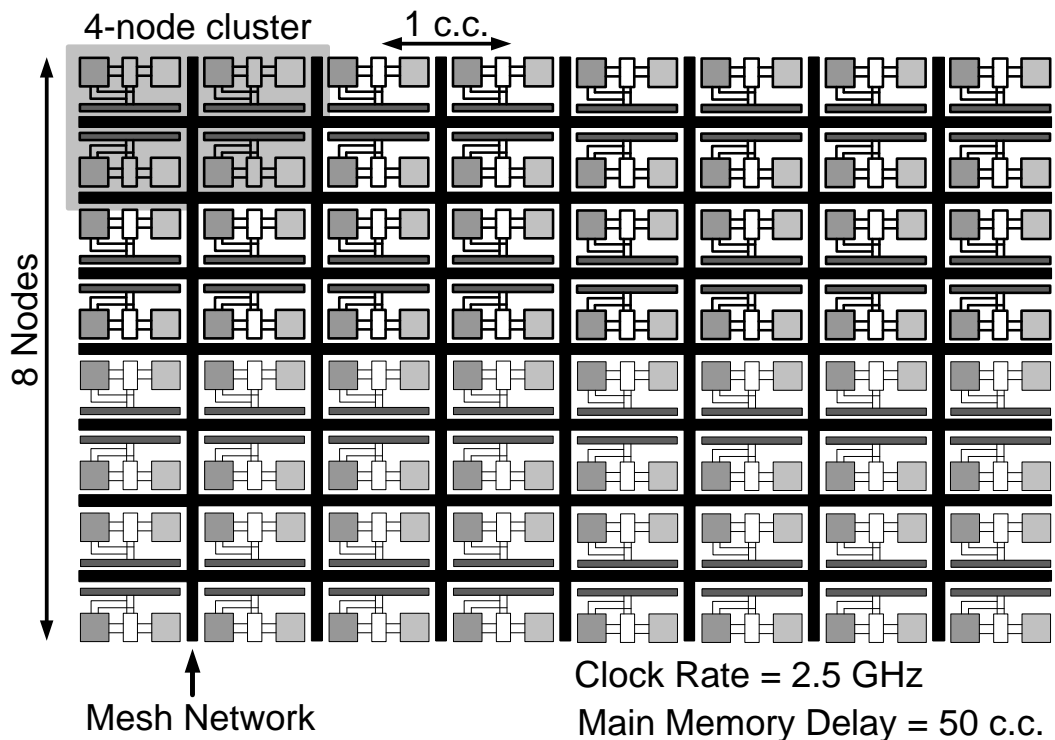 4-node cluster
1 c.c.
8 Nodes
Mesh Network
Clock Rate = 2.5 GHz
Main Memory Delay = 50 c.c.